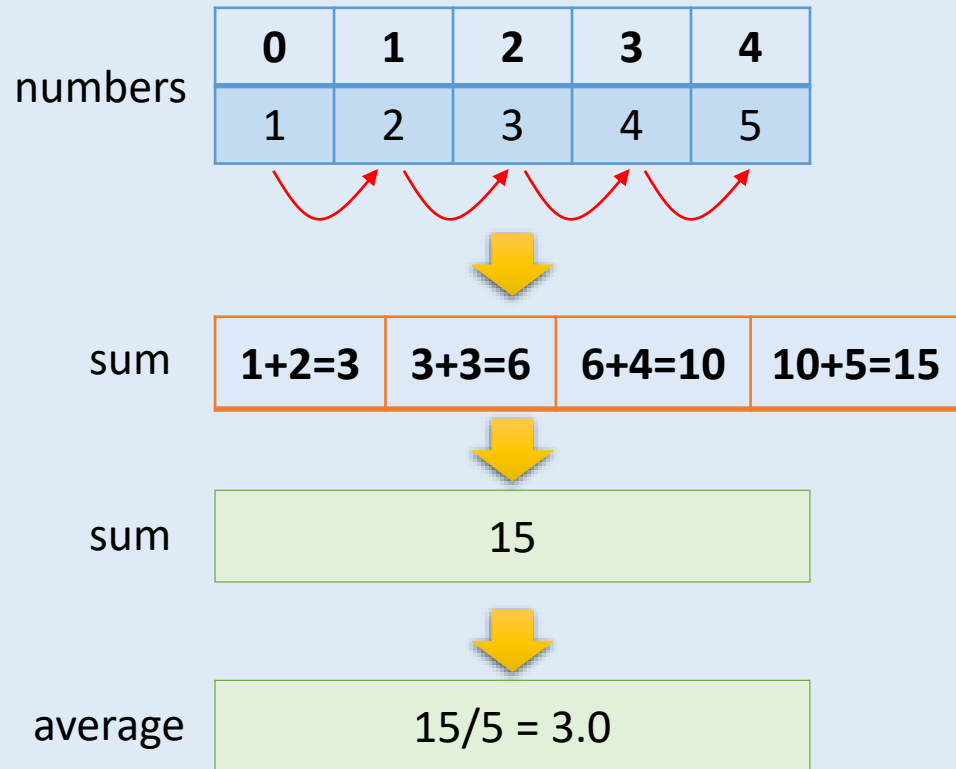 0 1 2 3 4
numbers
1 2 3 4 5
sum 1+2=3 3+3=6 6+4=10 10+5=15
sum 15
average 15/5 = 3.0